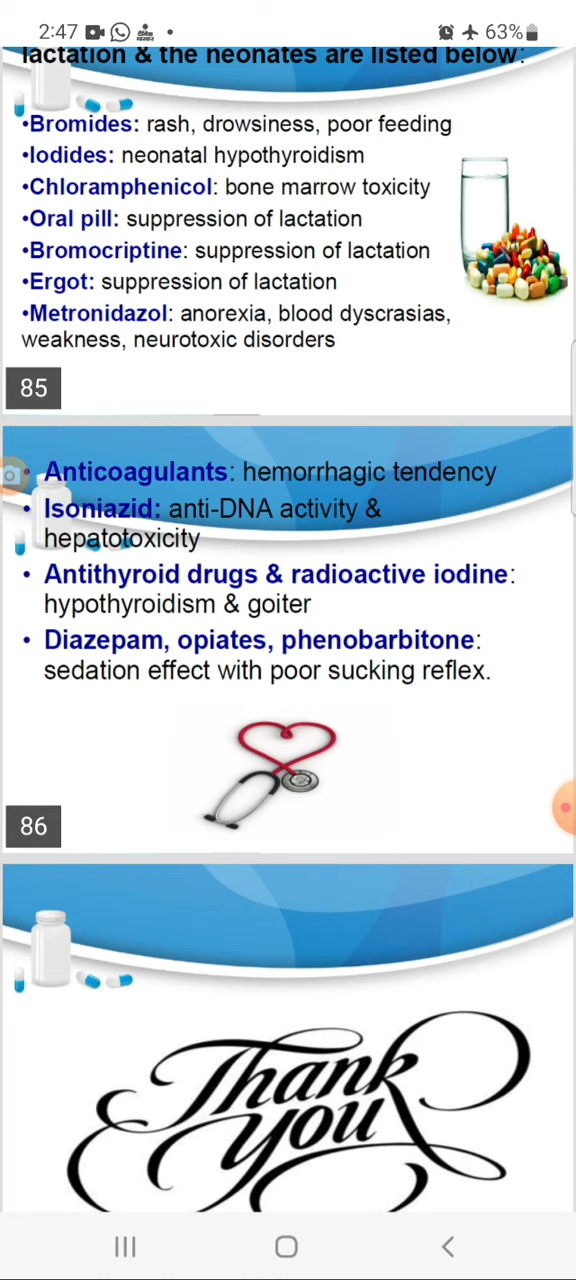 2:47
63%
lactation & the neonates are listed below:
•Bromides: rash, drowsiness, poor feeding
•Iodides: neonatal hypothyroidism
•Chloramphenicol: bone marrow toxicity
•Oral pill: suppression of lactation
•Bromocriptine: suppression of lactation
•Ergot: suppression of lactation
•Metronidazol: anorexia, blood dyscrasias,
weakness, neurotoxic disorders
85
• Anticoagulants: hemorrhagic tendency
• Isoniazid: anti-DNA activity &
hepatotoxicity
• Antithyroid drugs & radioactive iodine:
hypothyroidism & goiter
• Diazepam, opiates, phenobarbitone:
sedation effect with poor sucking reflex.
86
Thank
you